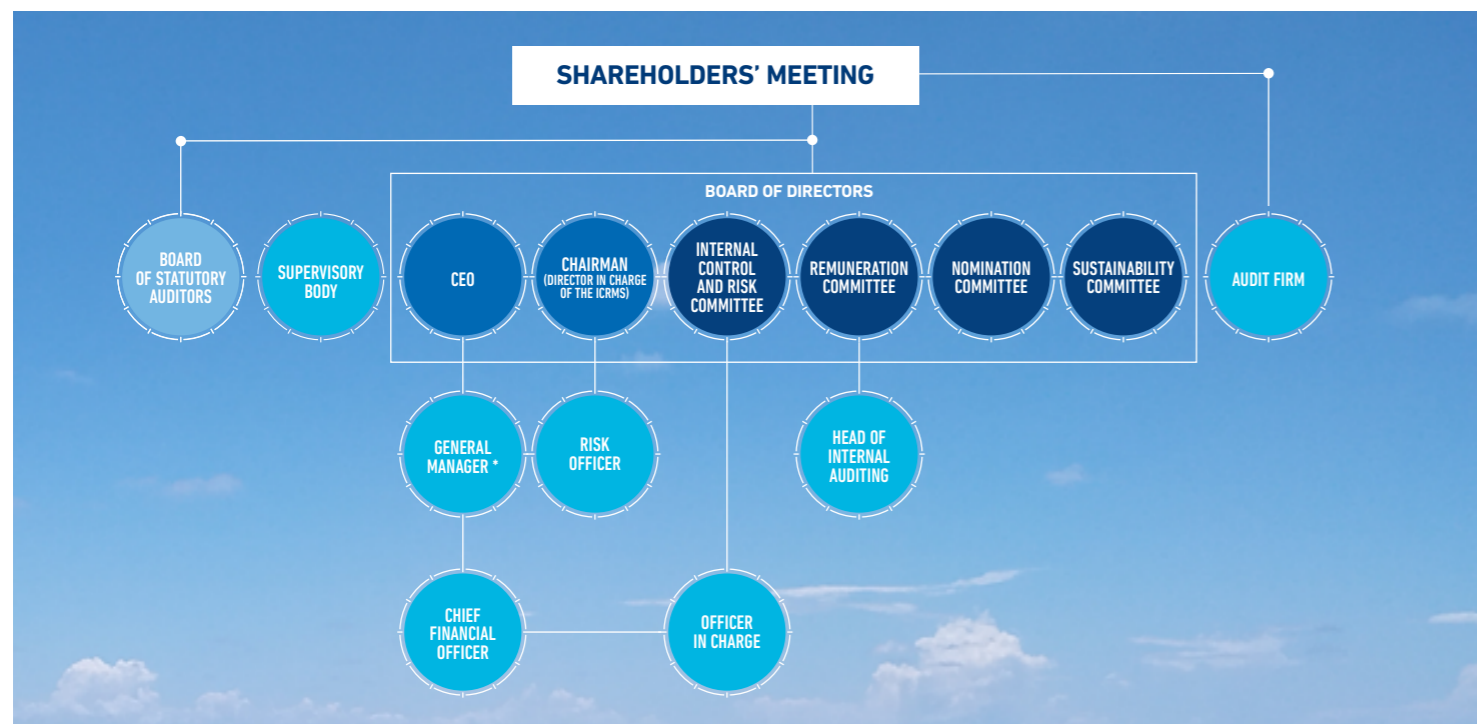 SHAREHOLDERS’ MEETING
BOARD OF DIRECTORS
BOARD
OF STATUTORY
AUDITORS
SUPERVISORY
BODY
CEO
CHAIRMAN
(DIRECTOR IN CHARGE
OF THE ICRMS)
INTERNAL
CONTROL
AND RISK
COMMITTEE
REMUNERATION
COMMITTEE
NOMINATION
COMMITTEE
SUSTAINABILITY
COMMITTEE
AUDIT FIRM
GENERAL
MANAGER *
RISK
OFFICER
HEAD OF
INTERNAL
AUDITING
CHIEF
FINANCIAL
OFFICER
OFFICER
IN CHARGE